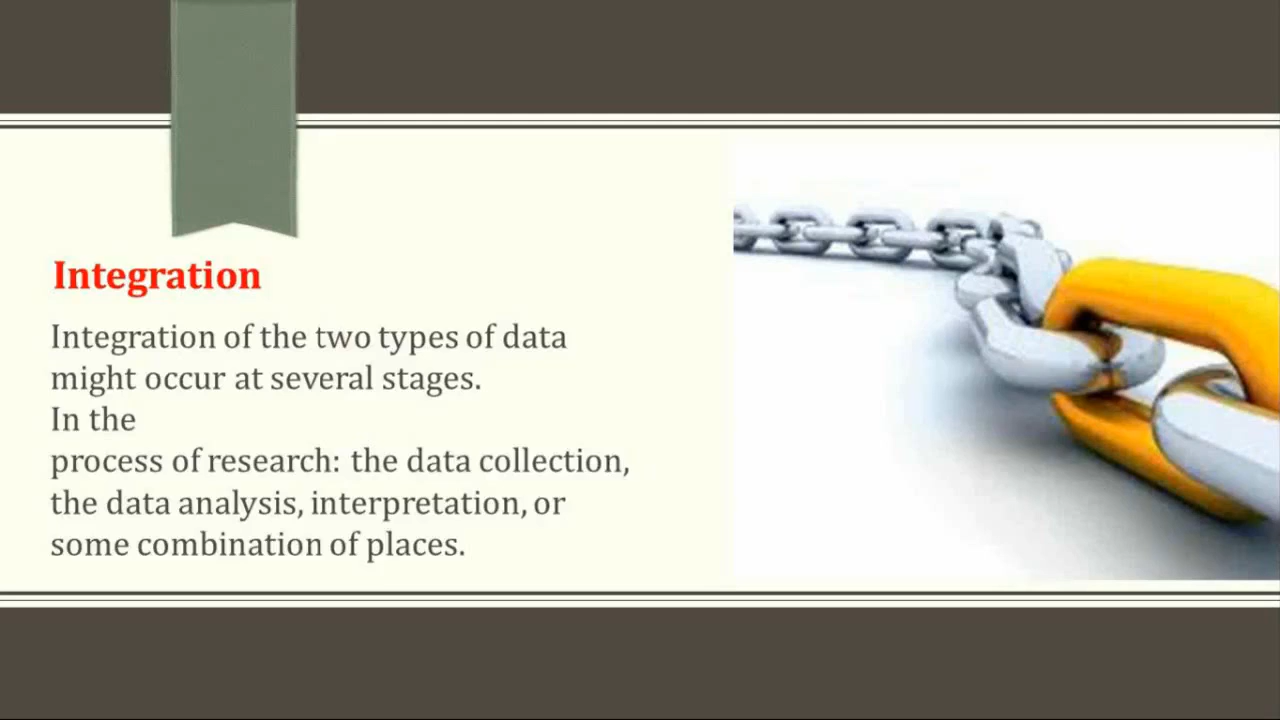 Integration
Integration of the two types of data
might occur at several stages.
In the
process of research: the data collection,
the data analysis, interpretation, or
some combination of places.